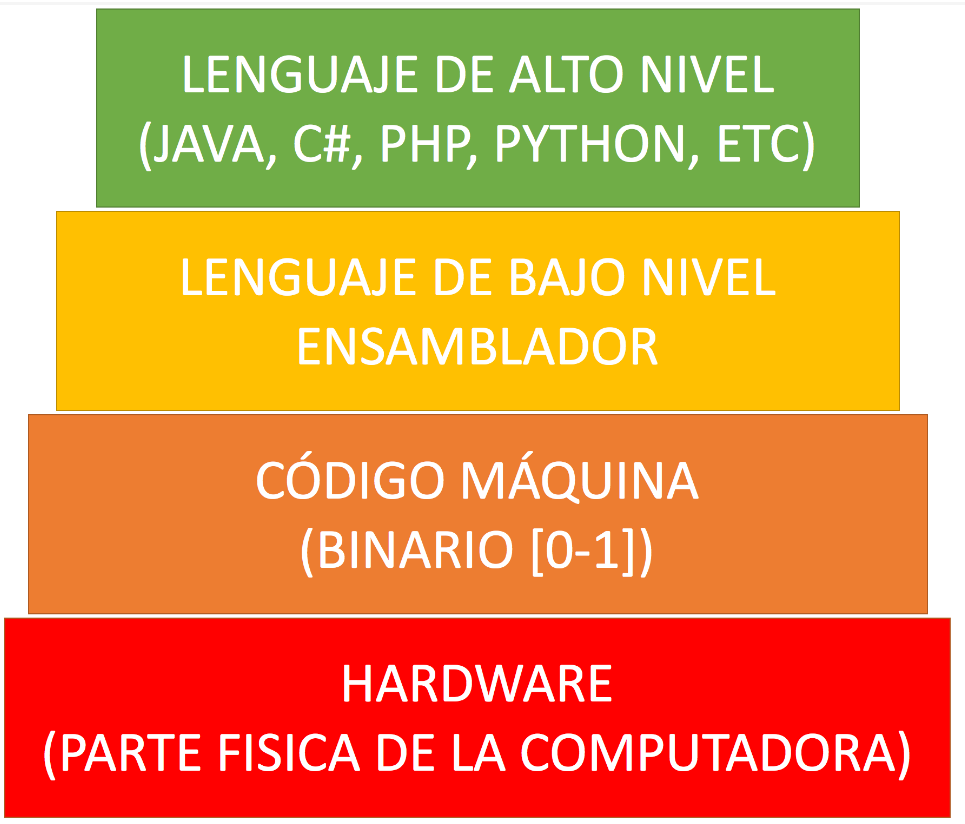 LENGUAJE DE ALTO NIVEL
(JAVA, C#, PHP, PYTHON, ETC)
LENGUAJE DE BAJO NIVEL
ENSAMBLADOR
CÓDIGO MÁQUINA
(BINARIO [0-1])
HARDWARE
(PARTE FISICA DE LA COMPUTADORA)